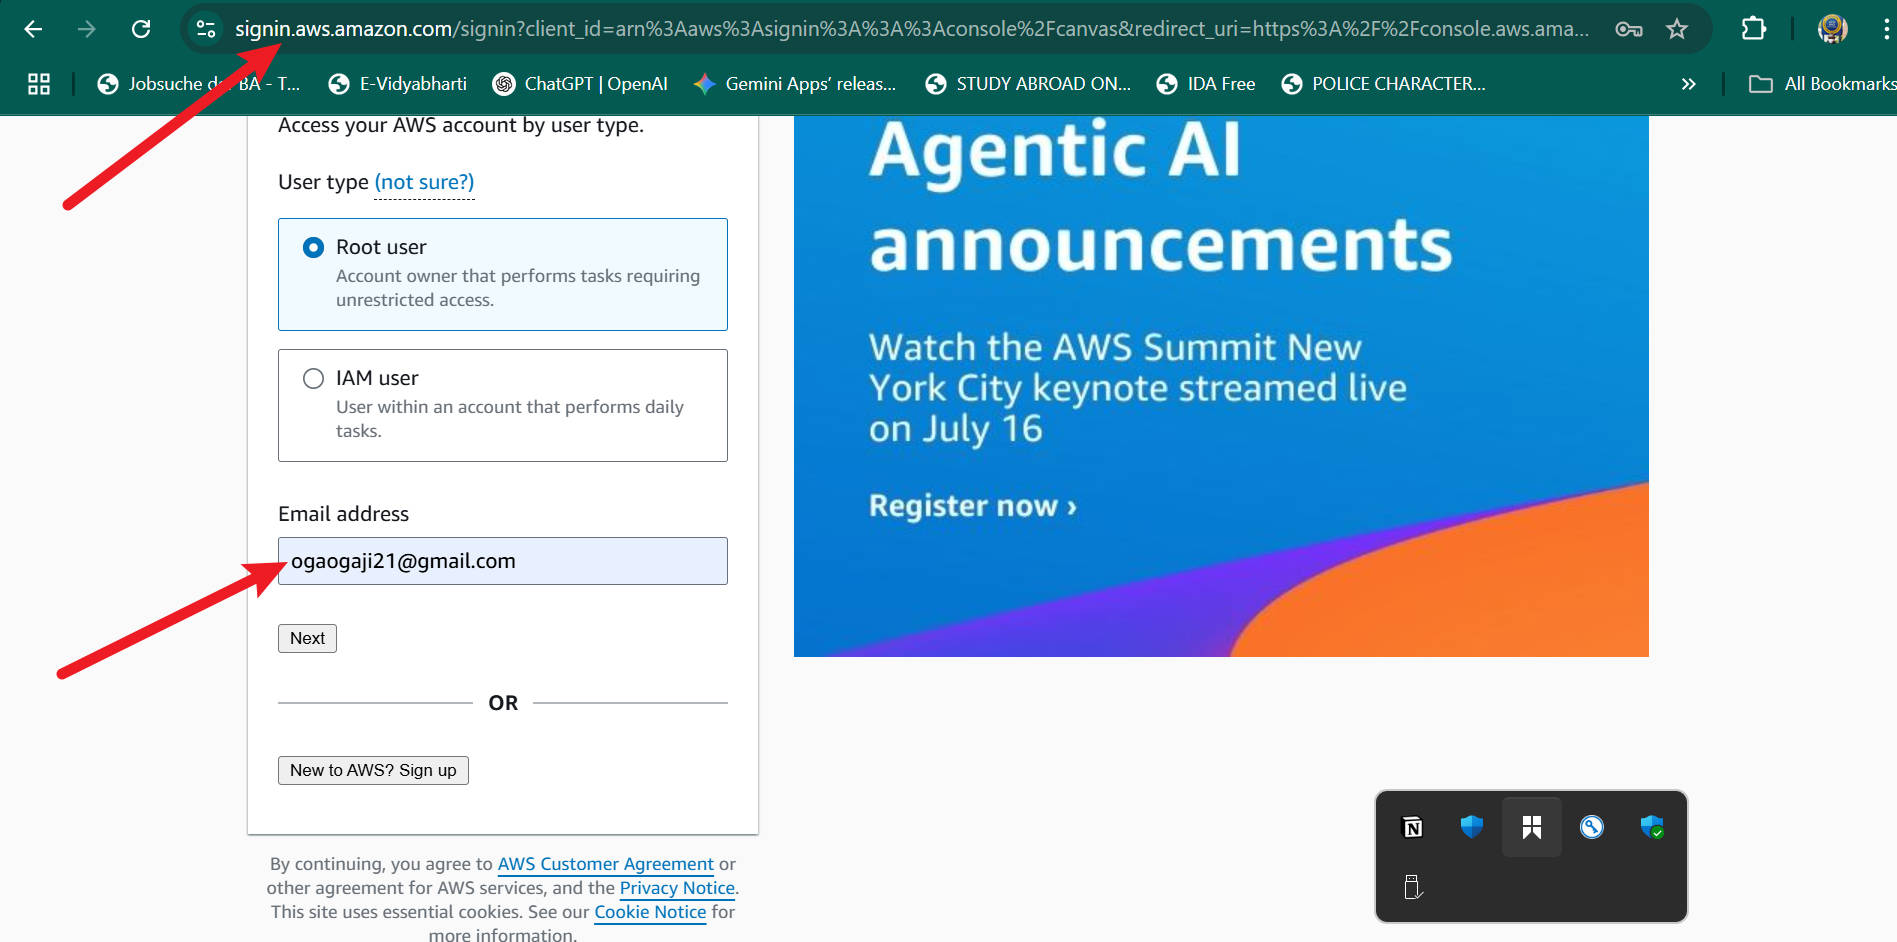 signin.aws.amazon.com/signin?client_id=arn%3Aaws%3Asignin%3A%3A%3Aconsole%2Fcanvas&redirect_uri=https%3A%2F%2Fconsole.aws.ama...
Jobsuche BA - T...
E-Vidyabharti
ChatGPT | OpenAI
Gemini Apps’ releas...
STUDY ABROAD ON...
IDA Free
POLICE CHARACTER...
All Bookmarks
Access your AWS account by user type.
User type (not sure?)
Root user
Account owner that performs tasks requiring
unrestricted access.
IAM user
User within an account that performs daily
tasks.
Email address
ogaogaji21@gmail.com
Next
OR
New to AWS? Sign up
By continuing, you agree to AWS Customer Agreement or
other agreement for AWS services, and the Privacy Notice.
This site uses essential cookies. See our Cookie Notice for
more information.
Agentic AI
announcements
Watch the AWS Summit New
York City keynote streamed live
on July 16
Register now ›